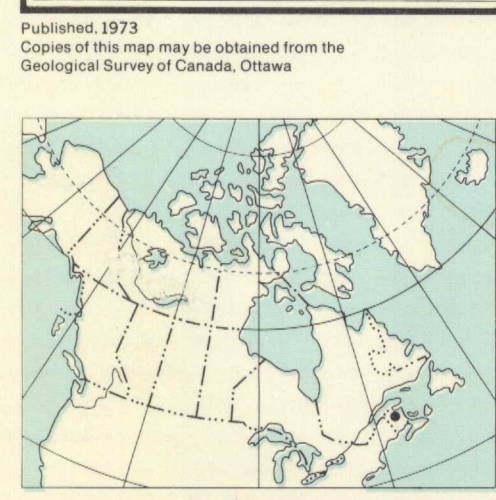 Published, 1973
Copies of this map may be obtained from the
Geological Survey of Canada, Ottawa